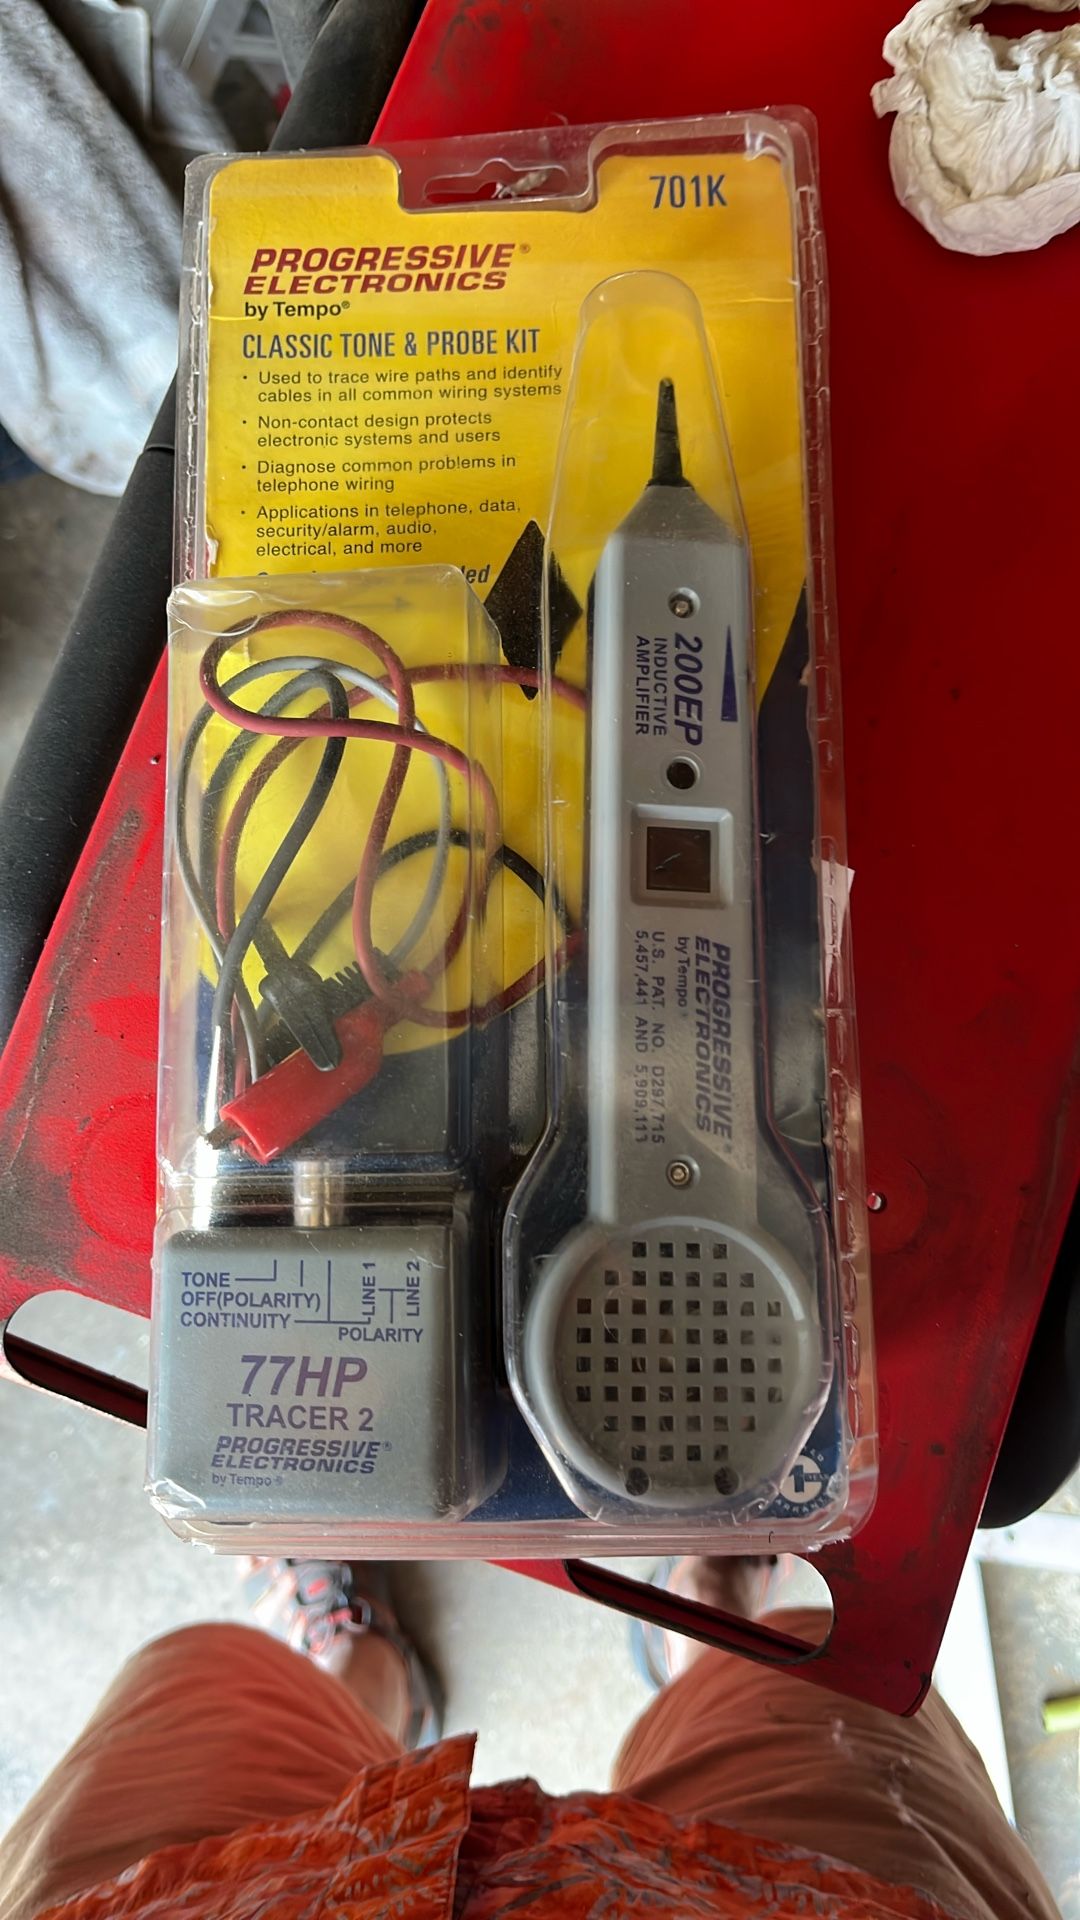 701K
PROGRESSIVE®
ELECTRONICS
by Tempo®
CLASSIC TONE & PROBE KIT
• Used to trace wire paths and identify
cables in all common wiring systems
• Non-contact design protects
electronic systems and users
• Diagnose common problems in
telephone wiring
• Applications in telephone, data,
security/alarm, audio,
electrical, and more
200EP
INDUCTIVE
AMPLIFIER
PROGRESSIVE®
ELECTRONICS
by Tempo®
U.S. PAT. NO. D297,715
5,457,441 AND 5,909,113
TONE
OFF(POLARITY)
CONTINUITY
LINE 1
LINE 2
POLARITY
77HP
TRACER 2
PROGRESSIVE®
ELECTRONICS
by Tempo®